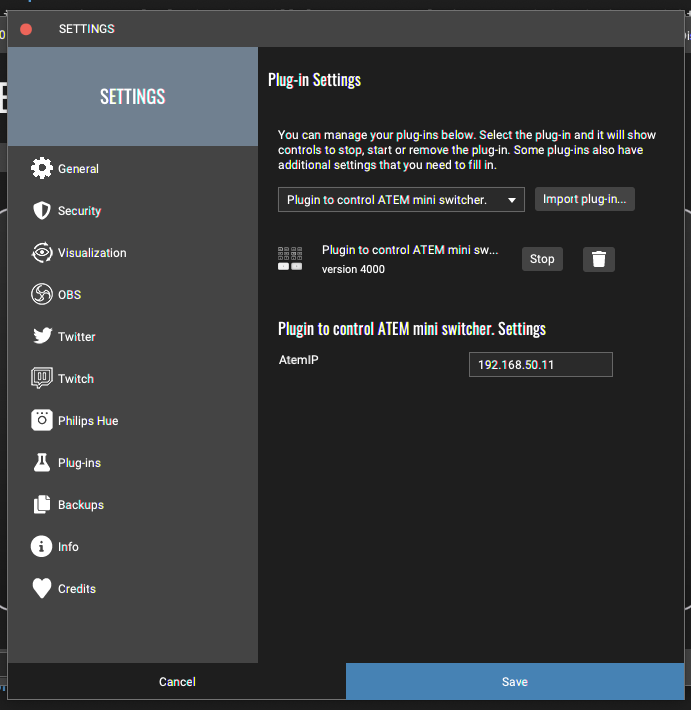 SETTINGS
SETTINGS
General
Security
Visualization
OBS
Twitter
Twitch
Philips Hue
Plug-ins
Backups
Info
Credits
Plug-in Settings
You can manage your plug-ins below. Select the plug-in and it will show
controls to stop, start or remove the plug-in. Some plug-ins also have
additional settings that you need to fill in.
Plugin to control ATEM mini switcher.
Import plug-in...
Plugin to control ATEM mini sw...
version 4000
Stop
Plugin to control ATEM mini switcher. Settings
AtemIP
192.168.50.11
Cancel
Save